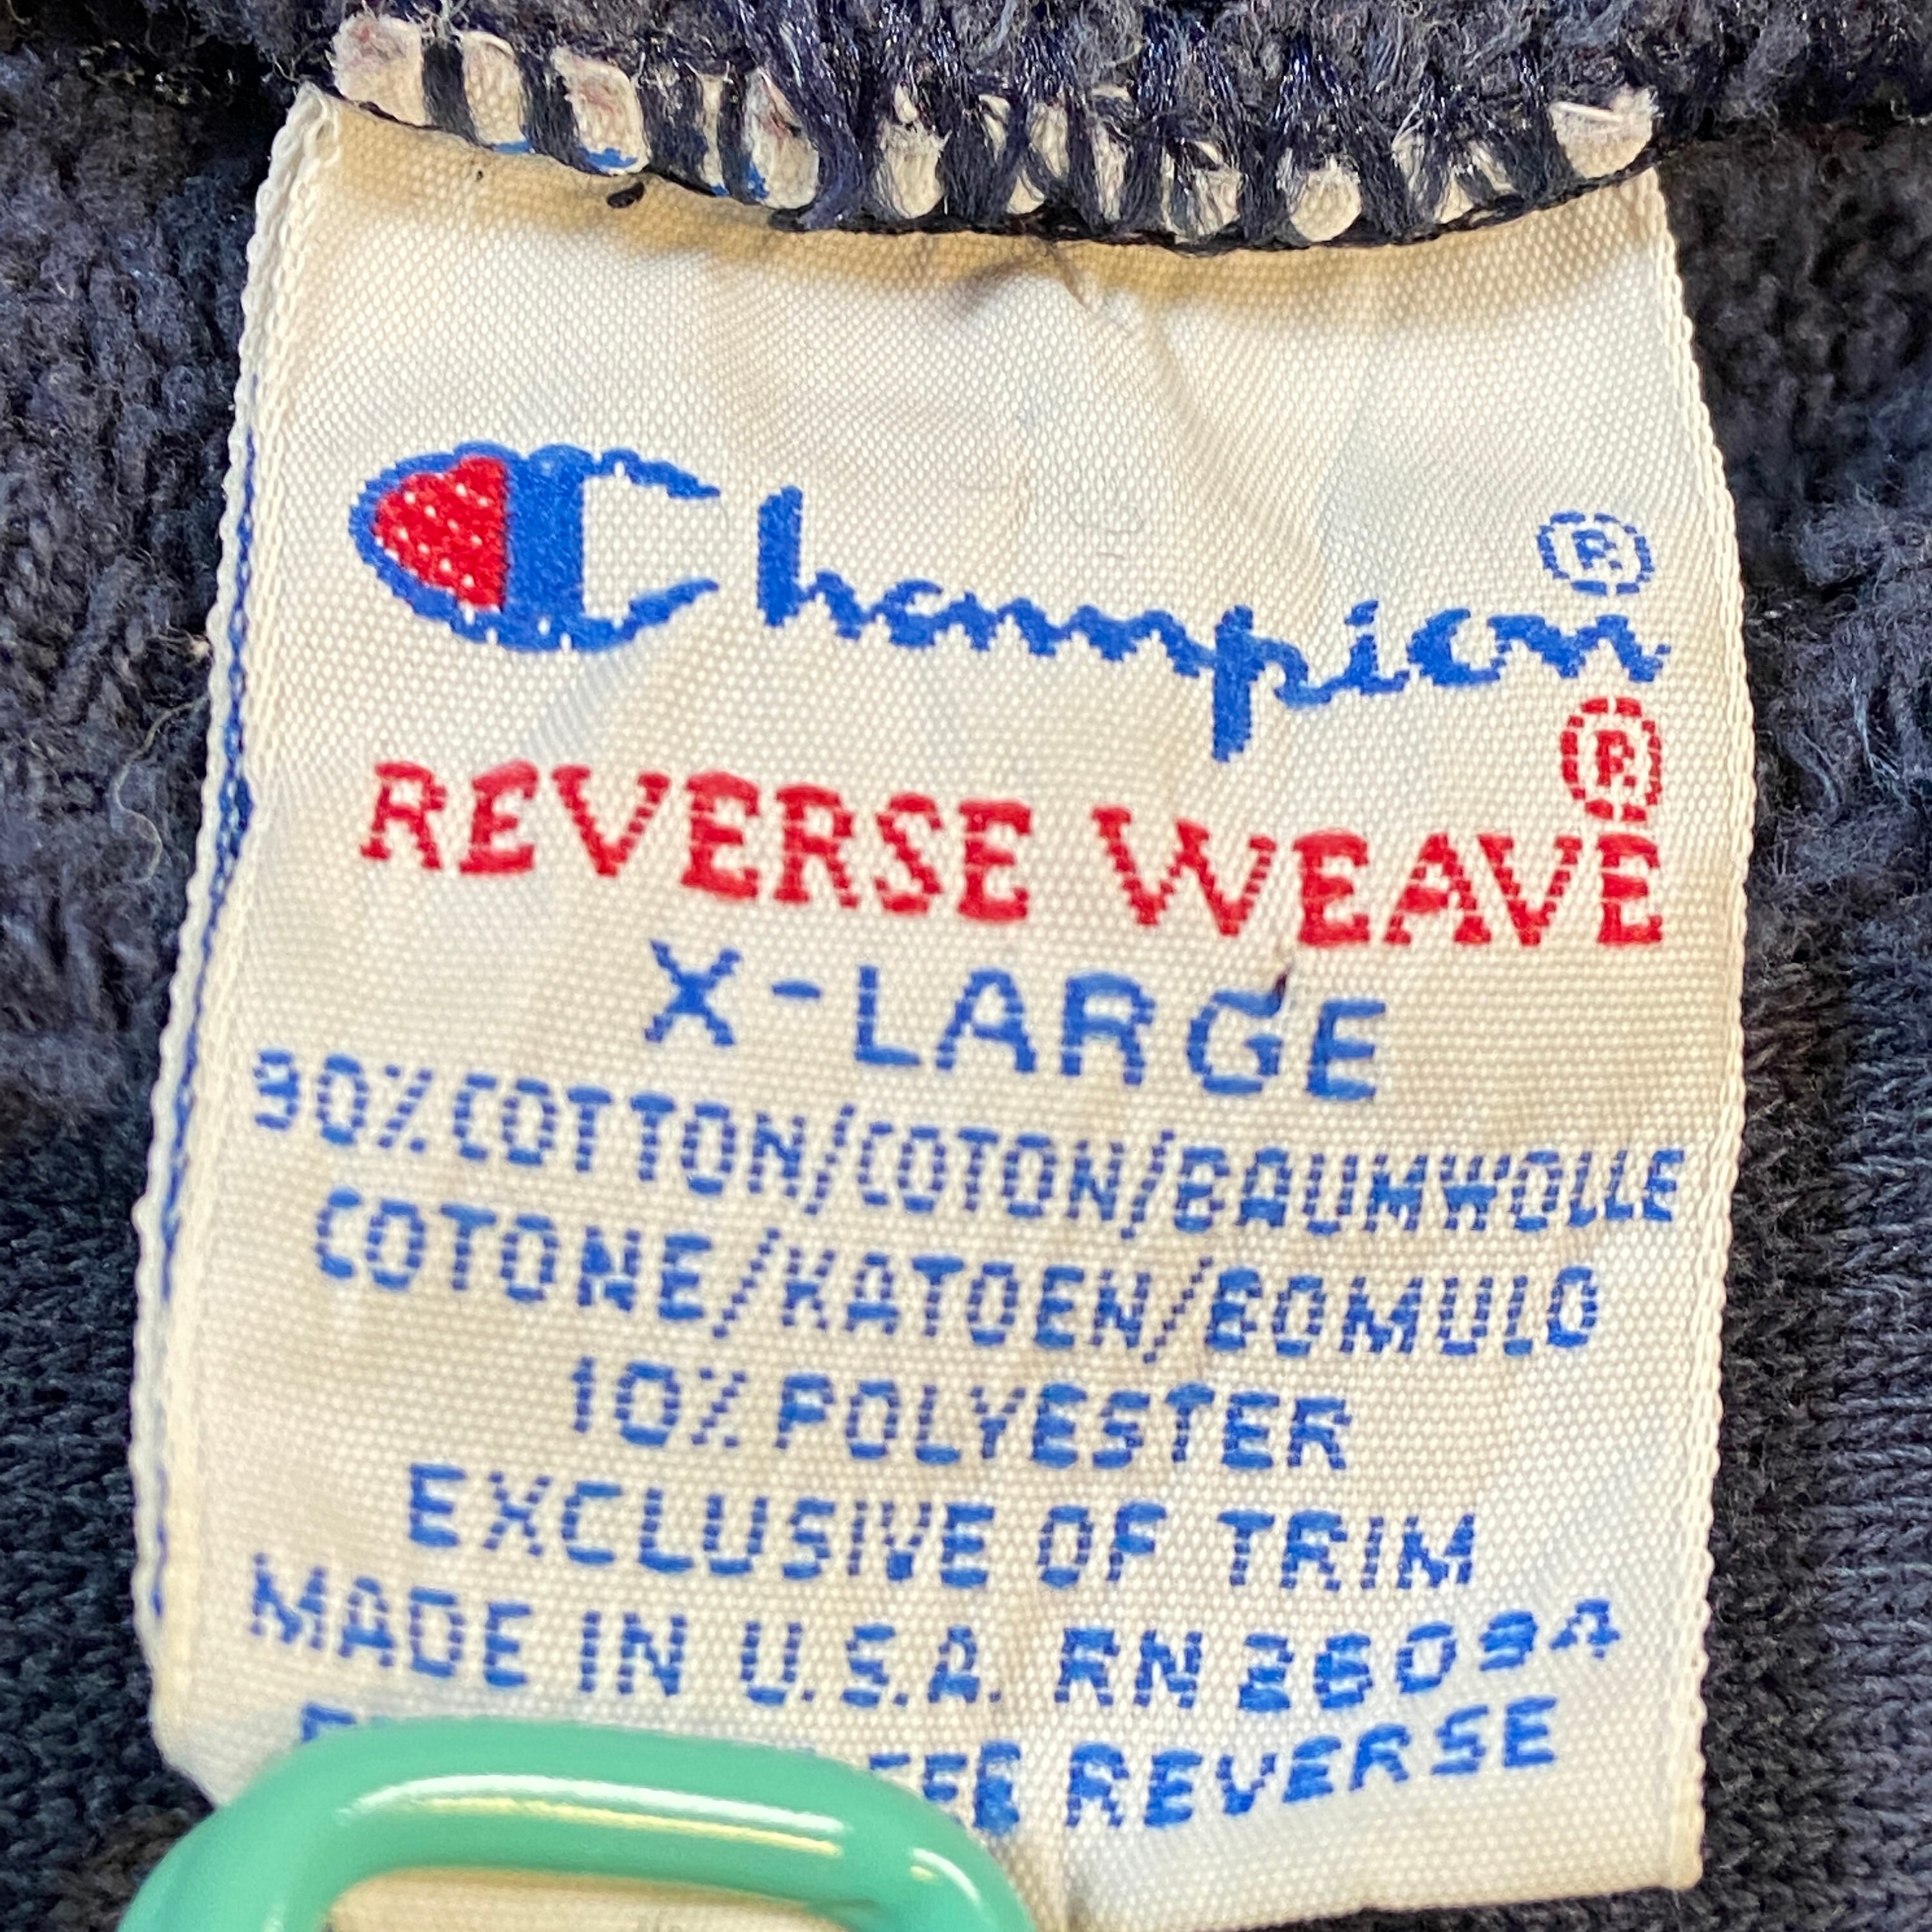 Champion®
REVERSE WEAVE®
X-LARGE
90% COTTON/COTON/BAUMWOLLE
COTONE/KATOEN/BOMULD
10% POLYESTER
EXCLUSIVE OF TRIM
MADE IN U.S.A. RN 26094
REVERSE